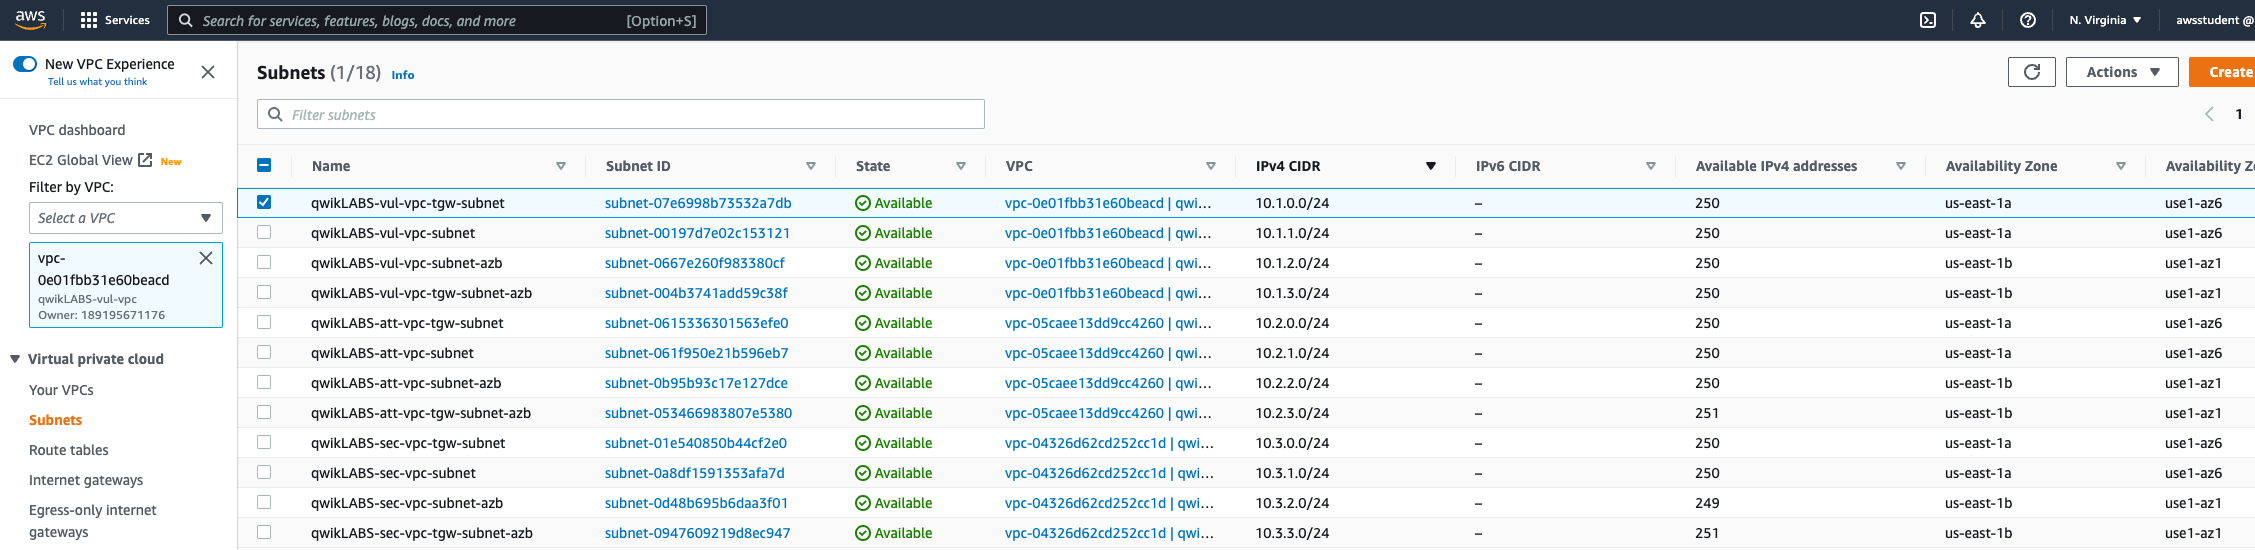 aws Services Search for services, features, blogs, docs, and more [Option+S] N. Virginia awsstudent @
New VPC Experience
Tell us what you think
VPC dashboard
EC2 Global View New
Filter by VPC:
Select a VPC
vpc-
0e01fbb31e60beacd
qwikLABS-vul-vpc
Owner: 189195671176
Virtual private cloud
Your VPCs
Subnets
Route tables
Internet gateways
Egress-only internet
gateways
Subnets (1/18) Info Actions Create
Filter subnets 1
Name Subnet ID State VPC IPv4 CIDR IPv6 CIDR Available IPv4 addresses Availability Zone Availability Z
qwikLABS-vul-vpc-tgw-subnet subnet-07e6998b73532a7db Available vpc-0e01fbb31e60beacd | qwi... 10.1.0.0/24 – 250 us-east-1a use1-az6
qwikLABS-vul-vpc-subnet subnet-00197d7e02c153121 Available vpc-0e01fbb31e60beacd | qwi... 10.1.1.0/24 – 250 us-east-1a use1-az6
qwikLABS-vul-vpc-subnet-azb subnet-0667e260f983380cf Available vpc-0e01fbb31e60beacd | qwi... 10.1.2.0/24 – 250 us-east-1b use1-az1
qwikLABS-vul-vpc-tgw-subnet-azb subnet-004b3741add59c38f Available vpc-0e01fbb31e60beacd | qwi... 10.1.3.0/24 – 250 us-east-1b use1-az1
qwikLABS-att-vpc-tgw-subnet subnet-0615336301563efe0 Available vpc-05caee13dd9cc4260 | qwi... 10.2.0.0/24 – 250 us-east-1a use1-az6
qwikLABS-att-vpc-subnet subnet-061f950e21b596eb7 Available vpc-05caee13dd9cc4260 | qwi... 10.2.1.0/24 – 250 us-east-1a use1-az6
qwikLABS-att-vpc-subnet-azb subnet-0b95b93c17e127dce Available vpc-05caee13dd9cc4260 | qwi... 10.2.2.0/24 – 250 us-east-1b use1-az1
qwikLABS-att-vpc-tgw-subnet-azb subnet-053466983807e5380 Available vpc-05caee13dd9cc4260 | qwi... 10.2.3.0/24 – 251 us-east-1b use1-az1
qwikLABS-sec-vpc-tgw-subnet subnet-01e540850b44cf2e0 Available vpc-04326d62cd252cc1d | qwi... 10.3.0.0/24 – 250 us-east-1a use1-az6
qwikLABS-sec-vpc-subnet subnet-0a8df1591353afa7d Available vpc-04326d62cd252cc1d | qwi... 10.3.1.0/24 – 250 us-east-1a use1-az6
qwikLABS-sec-vpc-subnet-azb subnet-0d48b695b6daa3f01 Available vpc-04326d62cd252cc1d | qwi... 10.3.2.0/24 – 249 us-east-1b use1-az1
qwikLABS-sec-vpc-tgw-subnet-azb subnet-0947609219d8ec947 Available vpc-04326d62cd252cc1d | qwi... 10.3.3.0/24 – 251 us-east-1b use1-az1